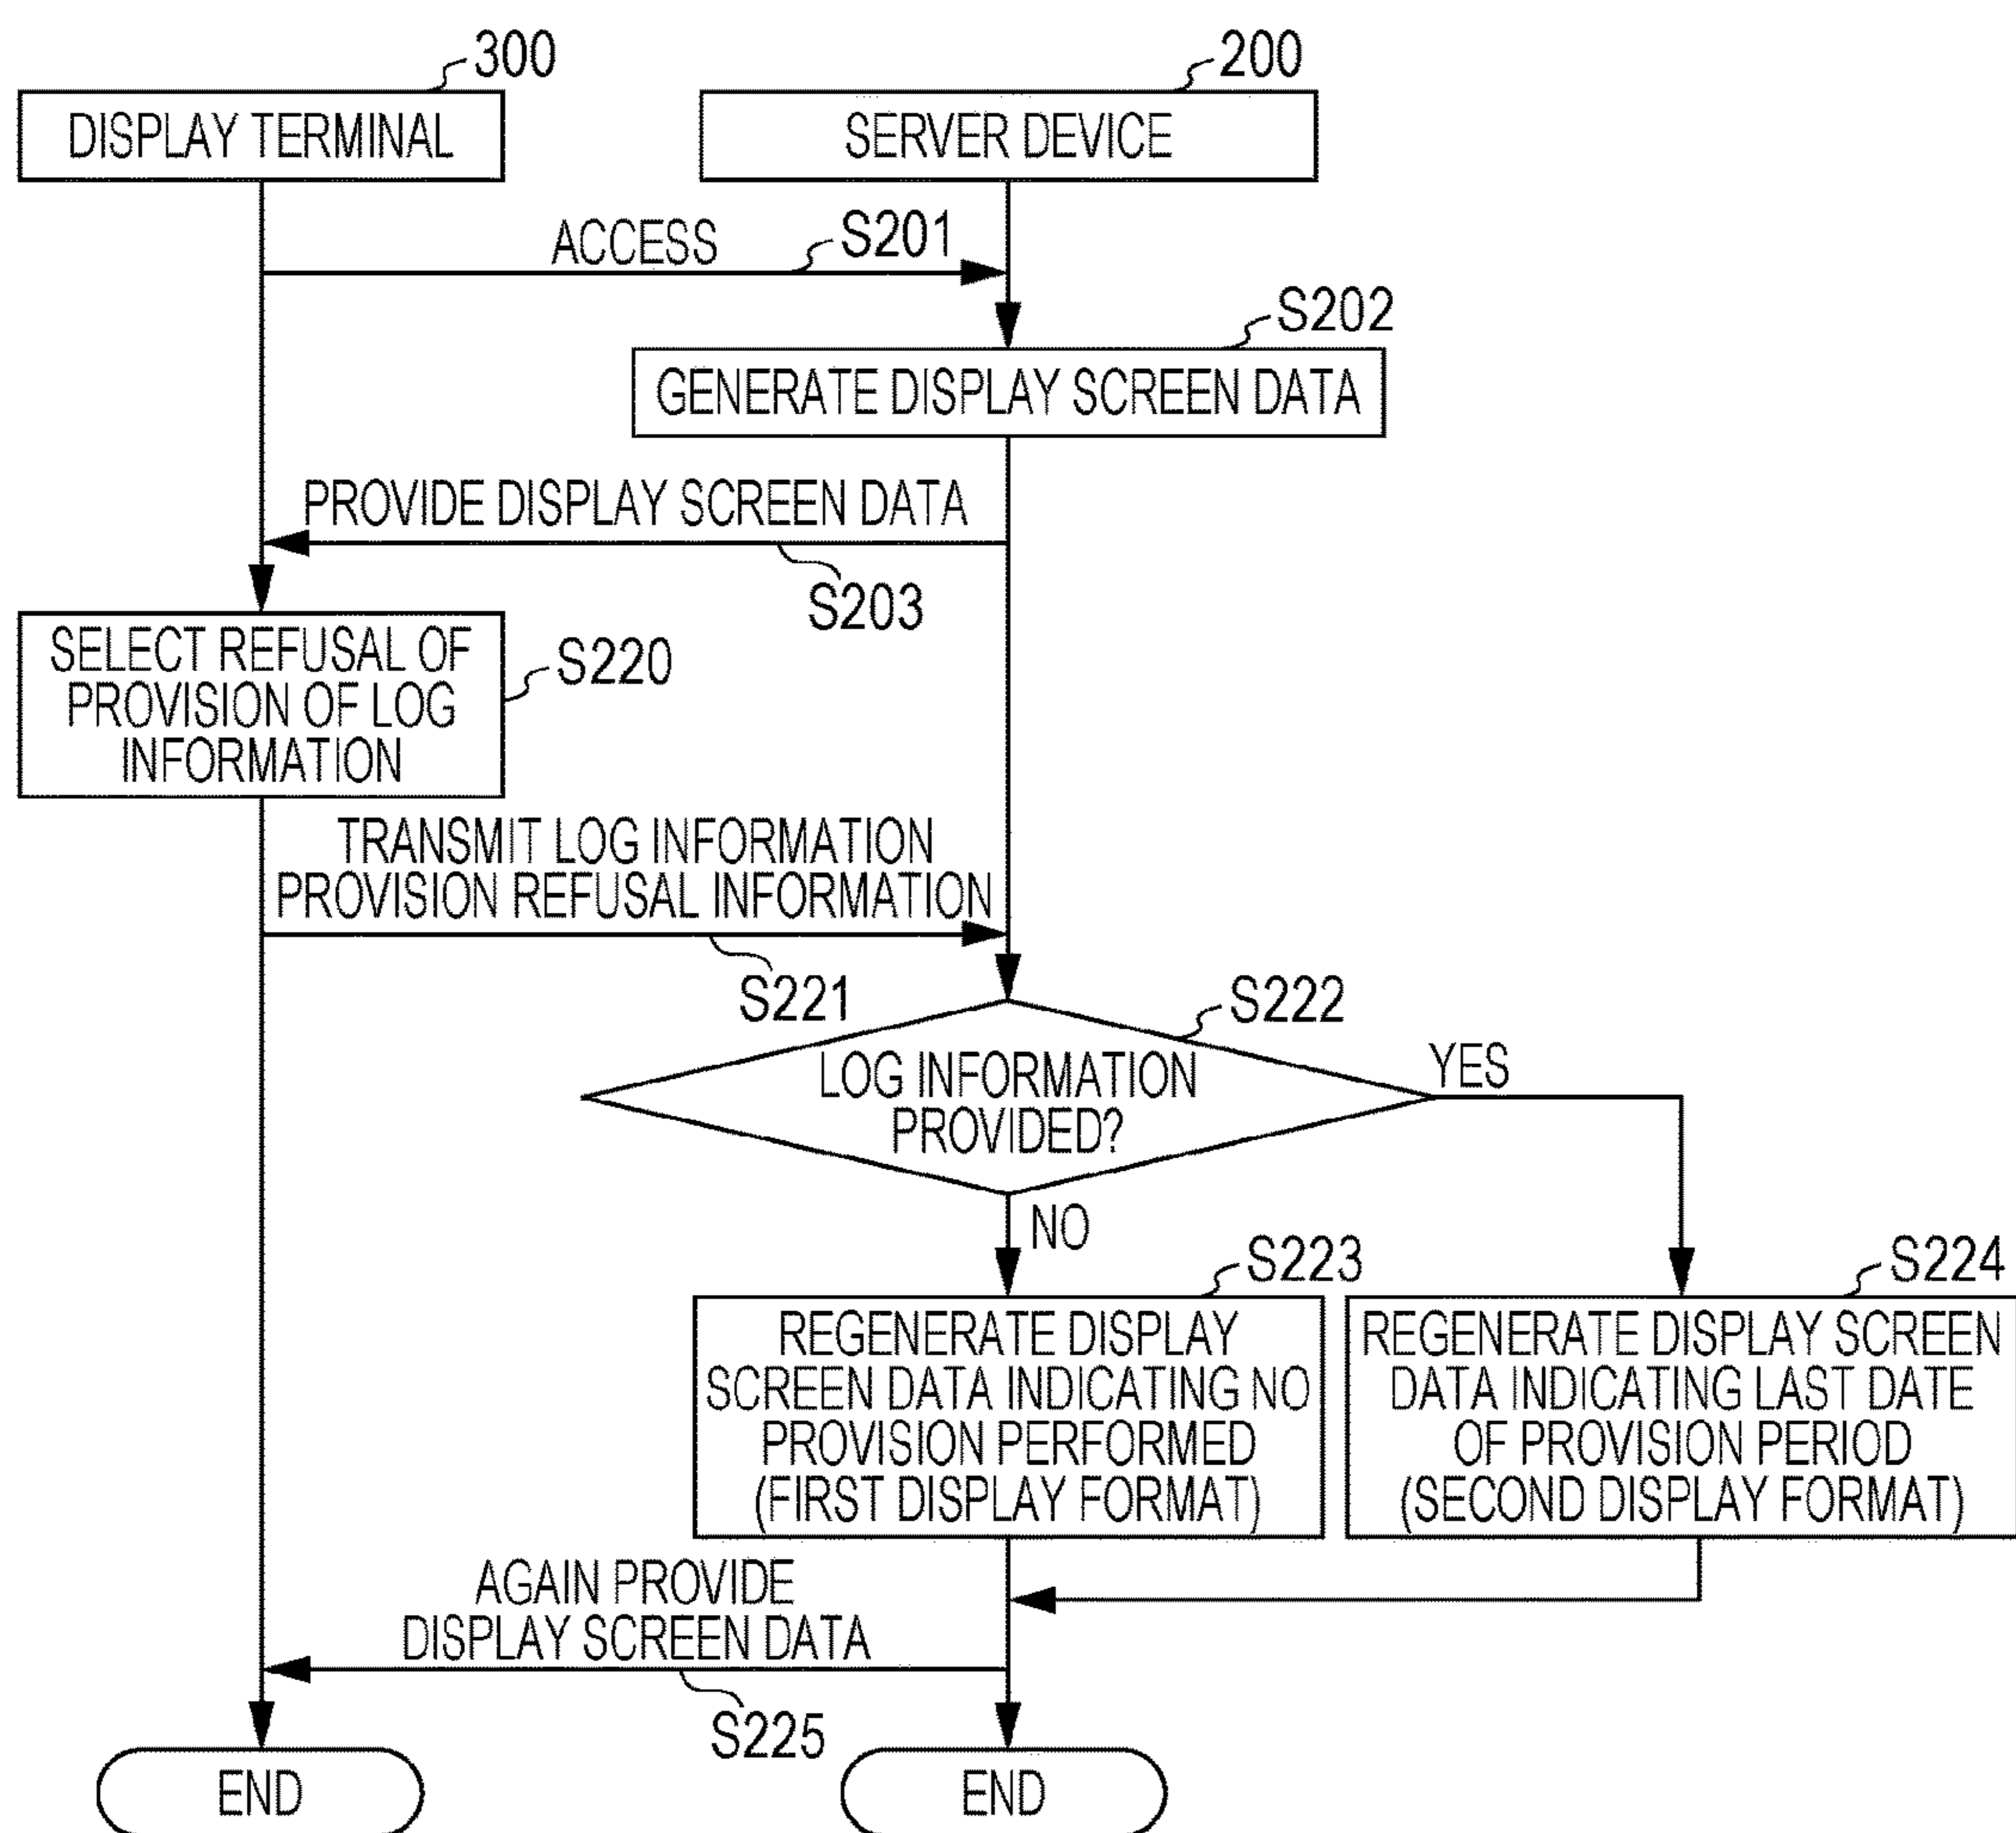 300
200
DISPLAY TERMINAL
SERVER DEVICE
ACCESS
S201
S202
GENERATE DISPLAY SCREEN DATA
PROVIDE DISPLAY SCREEN DATA
S203
SELECT REFUSAL OF
PROVISION OF LOG
INFORMATION
S220
TRANSMIT LOG INFORMATION
PROVISION REFUSAL INFORMATION
S221
S222
LOG INFORMATION
PROVIDED?
YES
NO
S223
S224
REGENERATE DISPLAY
SCREEN DATA INDICATING NO
PROVISION PERFORMED
(FIRST DISPLAY FORMAT)
REGENERATE DISPLAY SCREEN
DATA INDICATING LAST DATE
OF PROVISION PERIOD
(SECOND DISPLAY FORMAT)
AGAIN PROVIDE
DISPLAY SCREEN DATA
S225
END
END